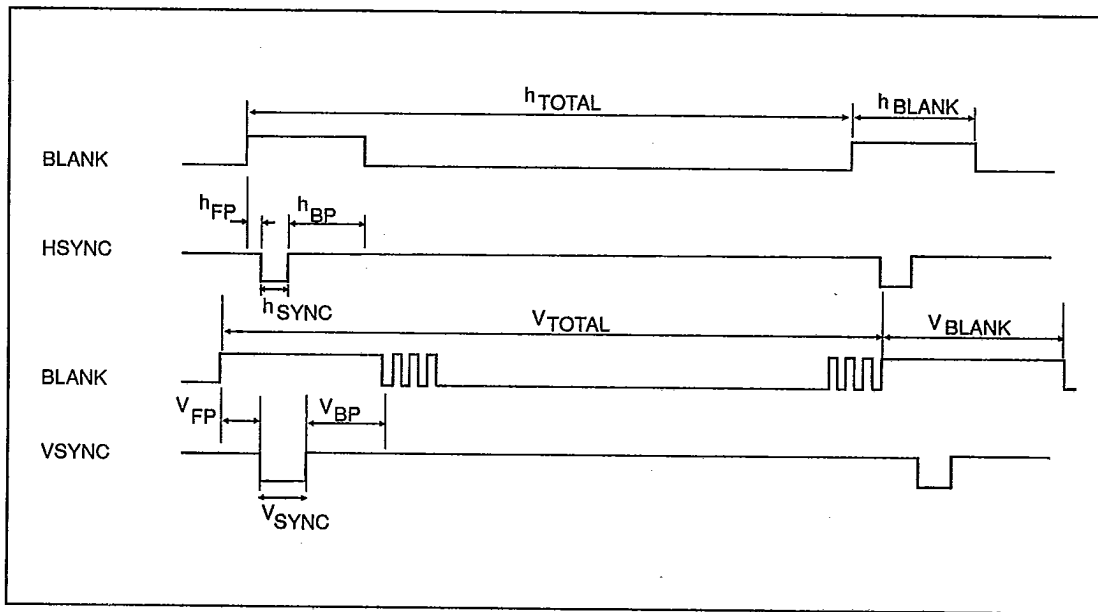 hTOTAL
hBLANK
BLANK
hFP
hBP
HSYNC
hSYNC
VTOTAL
VBLANK
BLANK
VFP
VBP
VSYNC
VSYNC